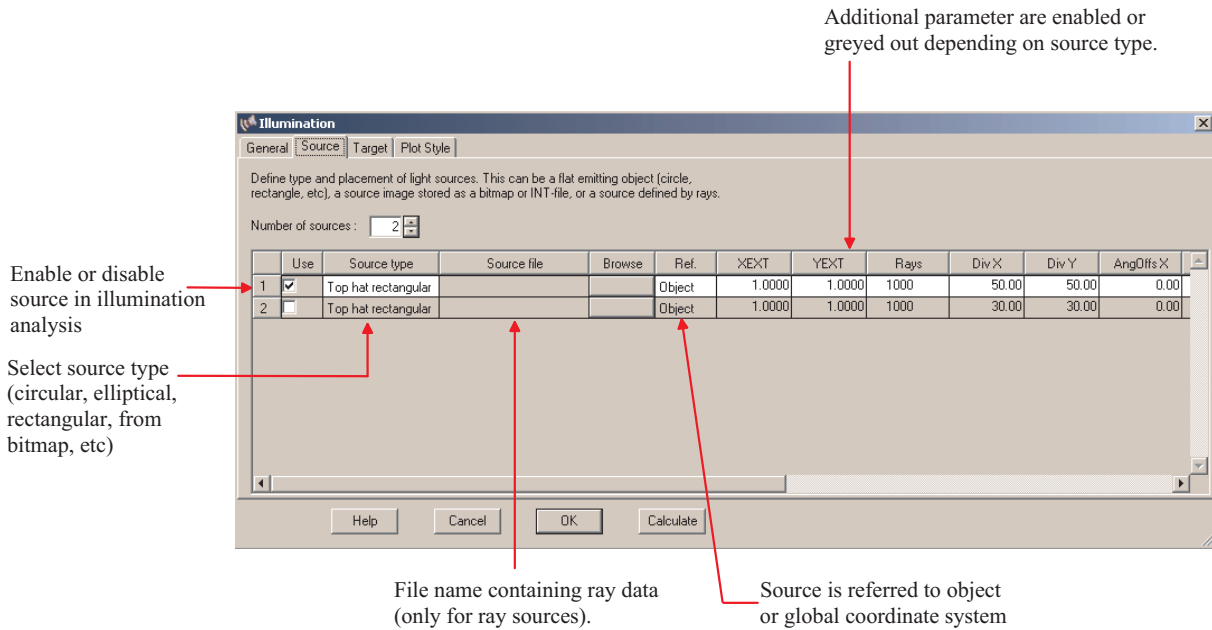 Additional parameter are enabled or
greyed out depending on source type.
Illumination
General Source Target Plot Style
Define type and placement of light sources. This can be a flat emitting object (circle,
rectangle, etc), a source image stored as a bitmap or INT-file, or a source defined by rays.
Number of sources : 2
Use Source type Source file Browse Ref. XEXT YEXT Rays Div X Div Y AngOffs X
1 Top hat rectangular Object 1.0000 1.0000 1000 50.00 50.00 0.00
2 Top hat rectangular Object 1.0000 1.0000 1000 30.00 30.00 0.00
Enable or disable
source in illumination
analysis
Select source type
(circular, elliptical,
rectangular, from
bitmap, etc)
Help Cancel OK Calculate
File name containing ray data
(only for ray sources).
Source is referred to object
or global coordinate system